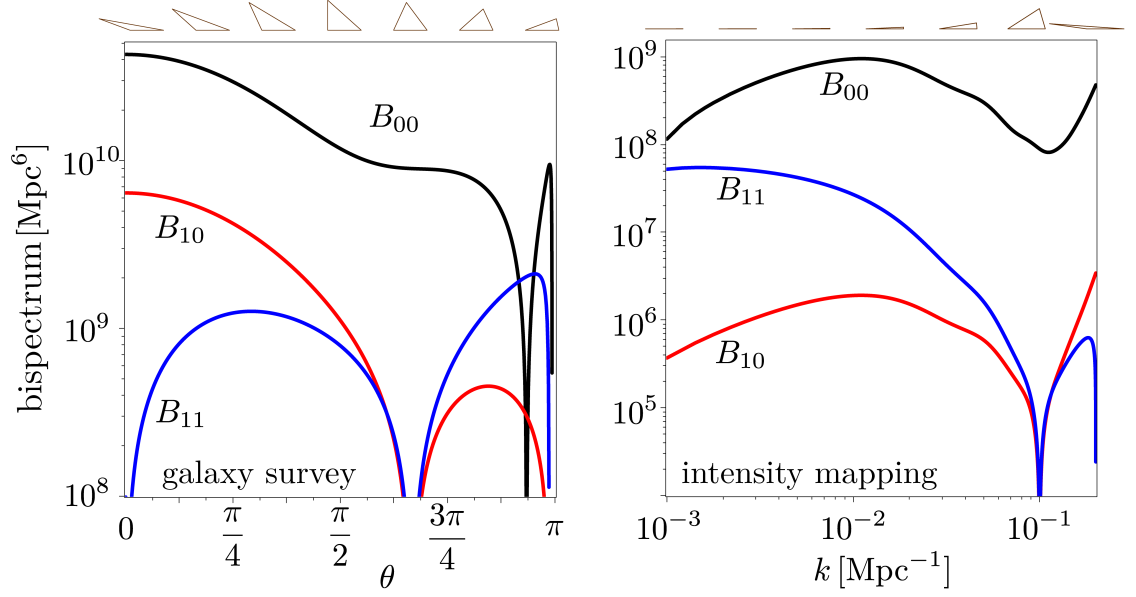 bispectrum [Mpc⁶]
10¹⁰
10⁹
10⁸
B₀₀
B₁₀
B₁₁
galaxy survey
0
π/4
π/2
3π/4
π
θ
10⁹
10⁸
10⁷
10⁶
10⁵
B₀₀
B₁₁
B₁₀
intensity mapping
10⁻³
10⁻²
10⁻¹
k [Mpc⁻¹]